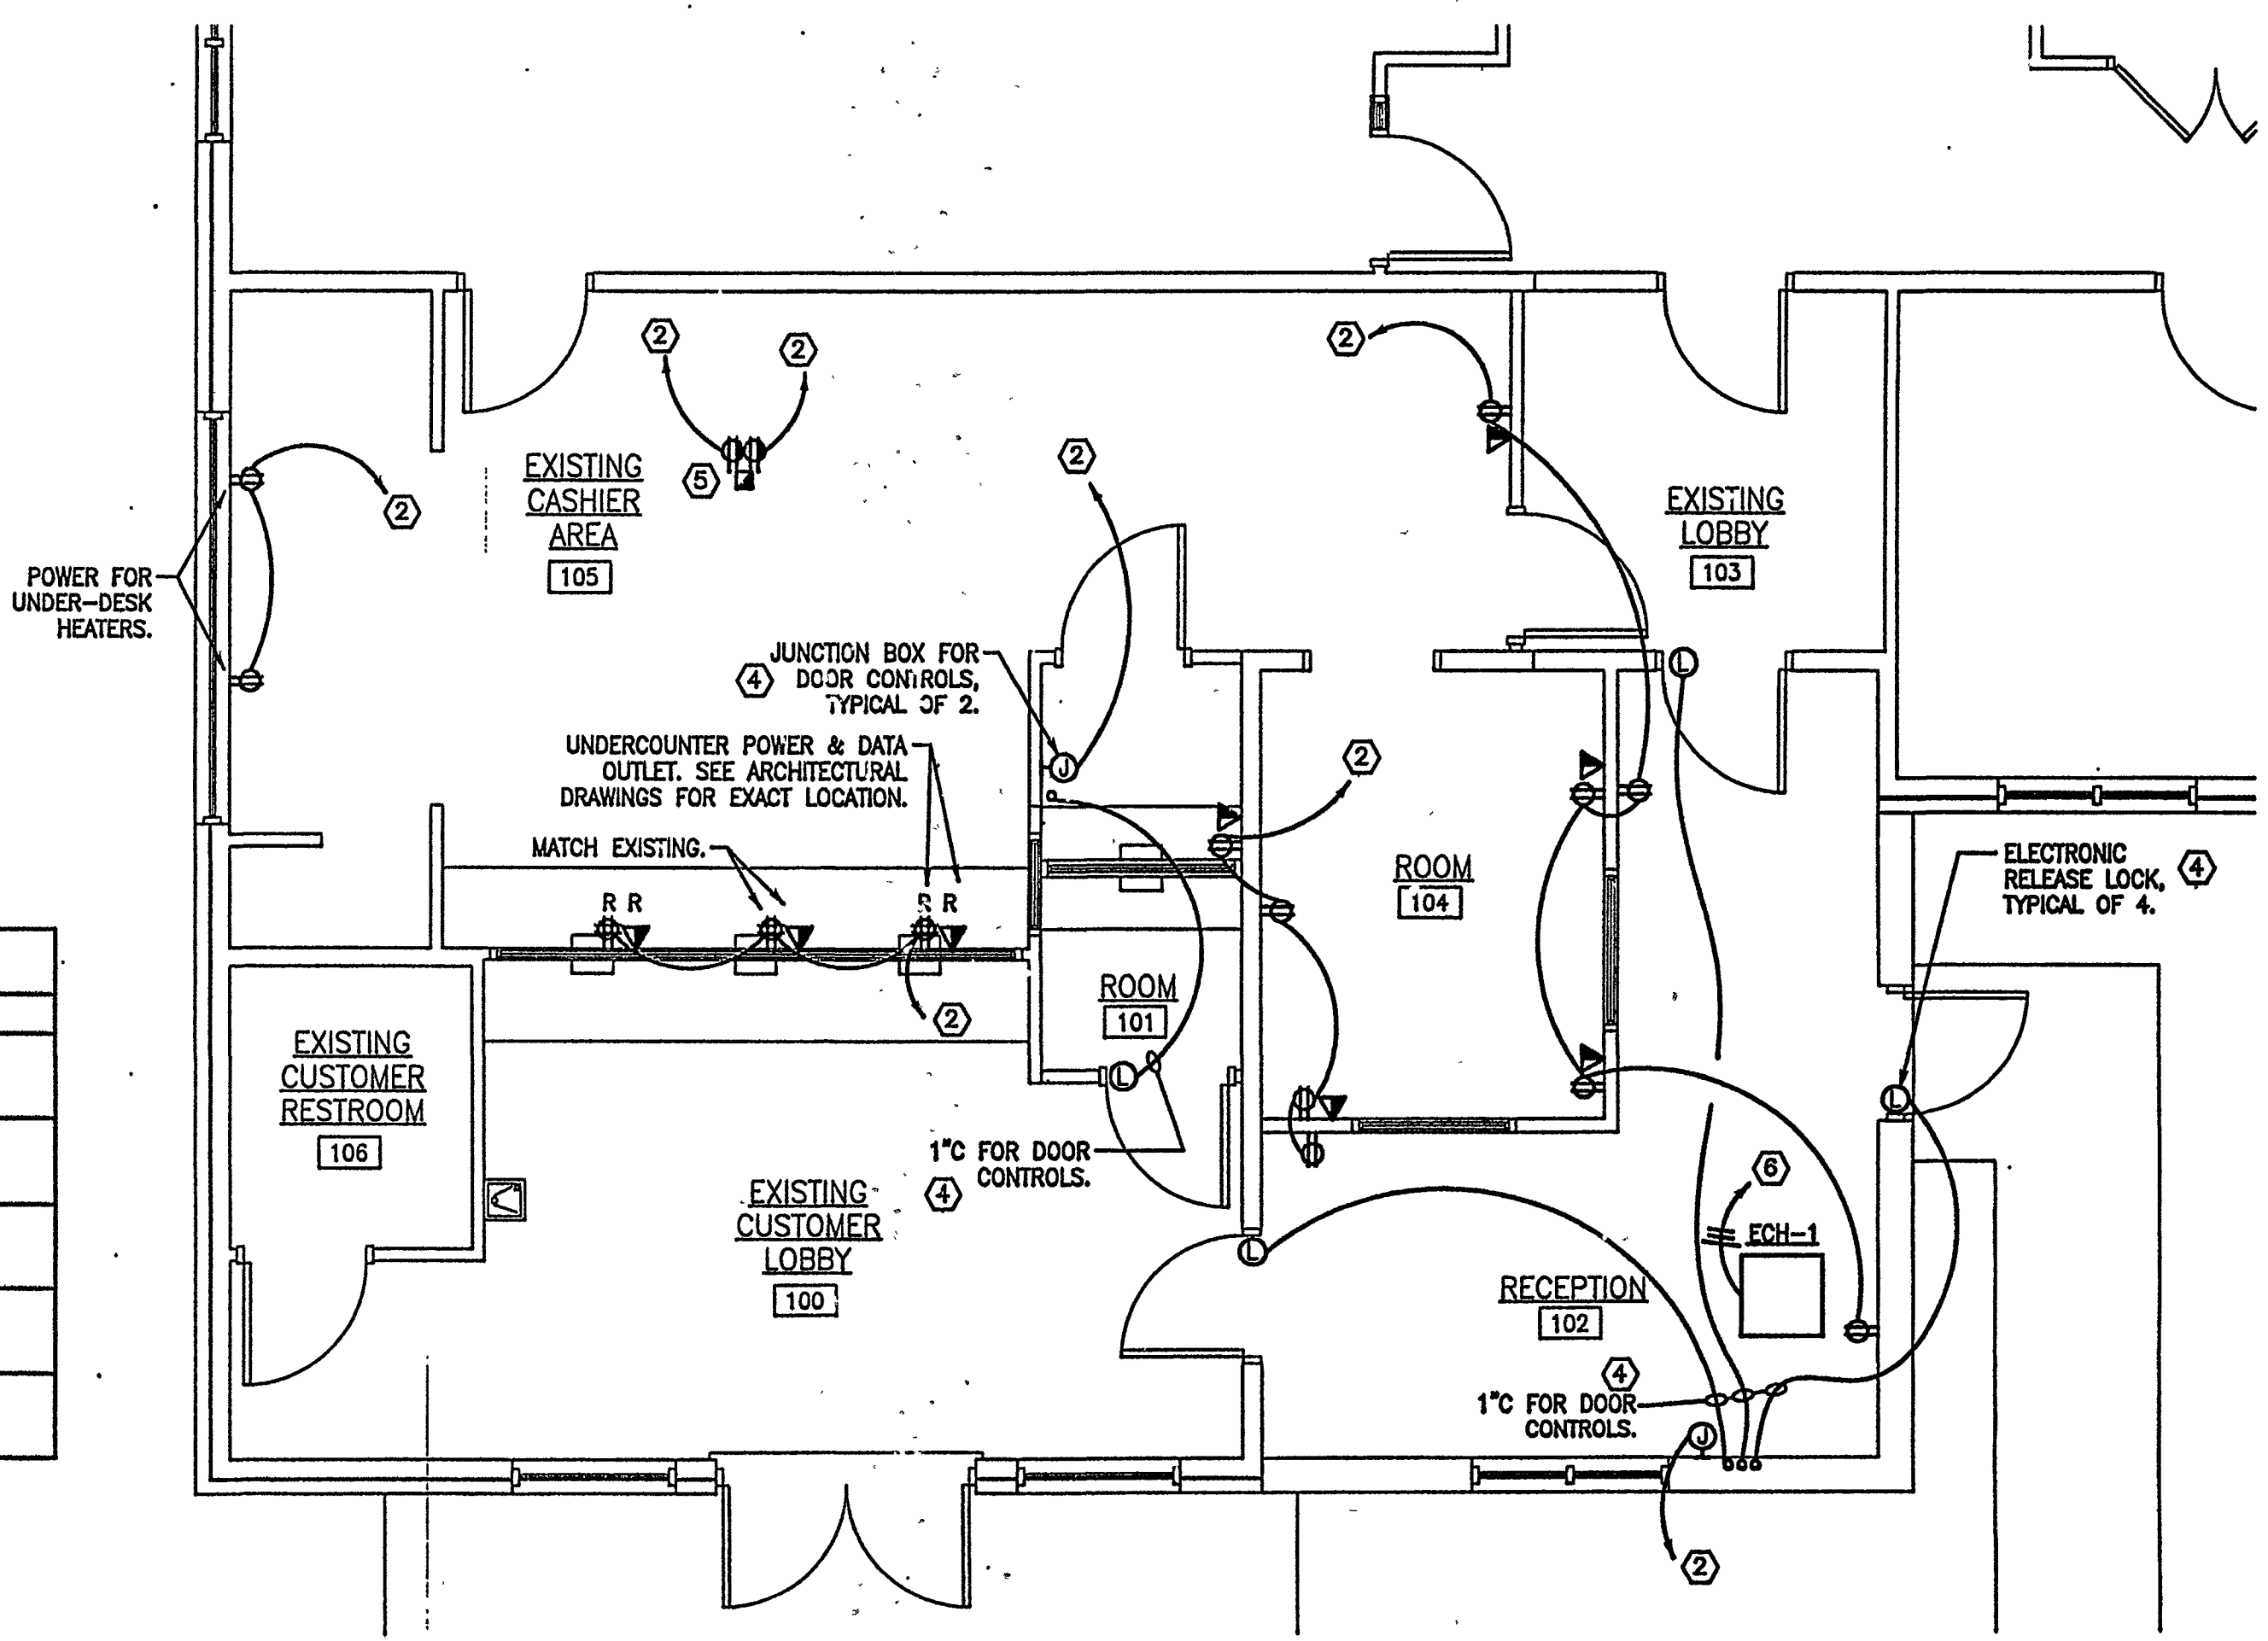 2
2
2
5
EXISTING
CASHIER
AREA
105
2
2
EXISTING
LOBBY
103
POWER FOR
UNDER-DESK
HEATERS.
4
JUNCTION BOX FOR
DOOR CONTROLS,
TYPICAL OF 2.
L
UNDERCOUNTER POWER & DATA
OUTLET. SEE ARCHITECTURAL
DRAWINGS FOR EXACT LOCATION.
J
2
MATCH EXISTING.
ROOM
104
ELECTRONIC
RELEASE LOCK,
TYPICAL OF 4.
4
R R
R R
ROOM
101
2
EXISTING
CUSTOMER
RESTROOM
106
L
L
1"C FOR DOOR
CONTROLS.
4
6
EXISTING
CUSTOMER
LOBBY
100
L
ECH-1
RECEPTION
102
4
1"C FOR DOOR
CONTROLS.
J
2